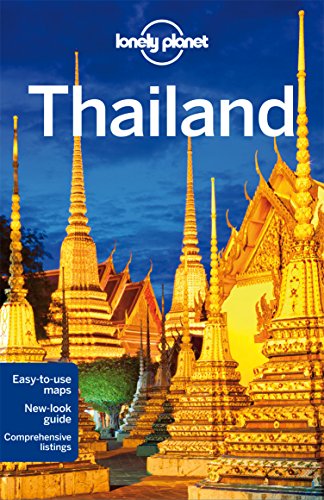 lonely planet
Thailand
Easy-to-use
maps
New-look
guide
Comprehensive
listings